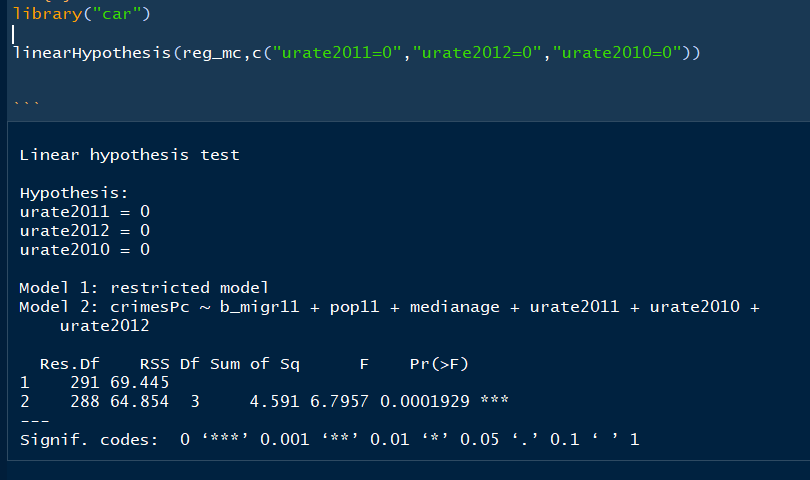 library("car")
linearHypothesis(reg_mc,c("urate2011=0","urate2012=0","urate2010=0"))
```
Linear hypothesis test
Hypothesis:
urate2011 = 0
urate2012 = 0
urate2010 = 0
Model 1: restricted model
Model 2: crimesPc ~ b_migr11 + pop11 + medianage + urate2011 + urate2010 +
urate2012
Res.Df RSS Df Sum of Sq F Pr(>F)
1 291 69.445
2 288 64.854 3 4.591 6.7957 0.0001929 ***
---
Signif. codes: 0 ‘***’ 0.001 ‘**’ 0.01 ‘*’ 0.05 ‘.’ 0.1 ‘ ’ 1